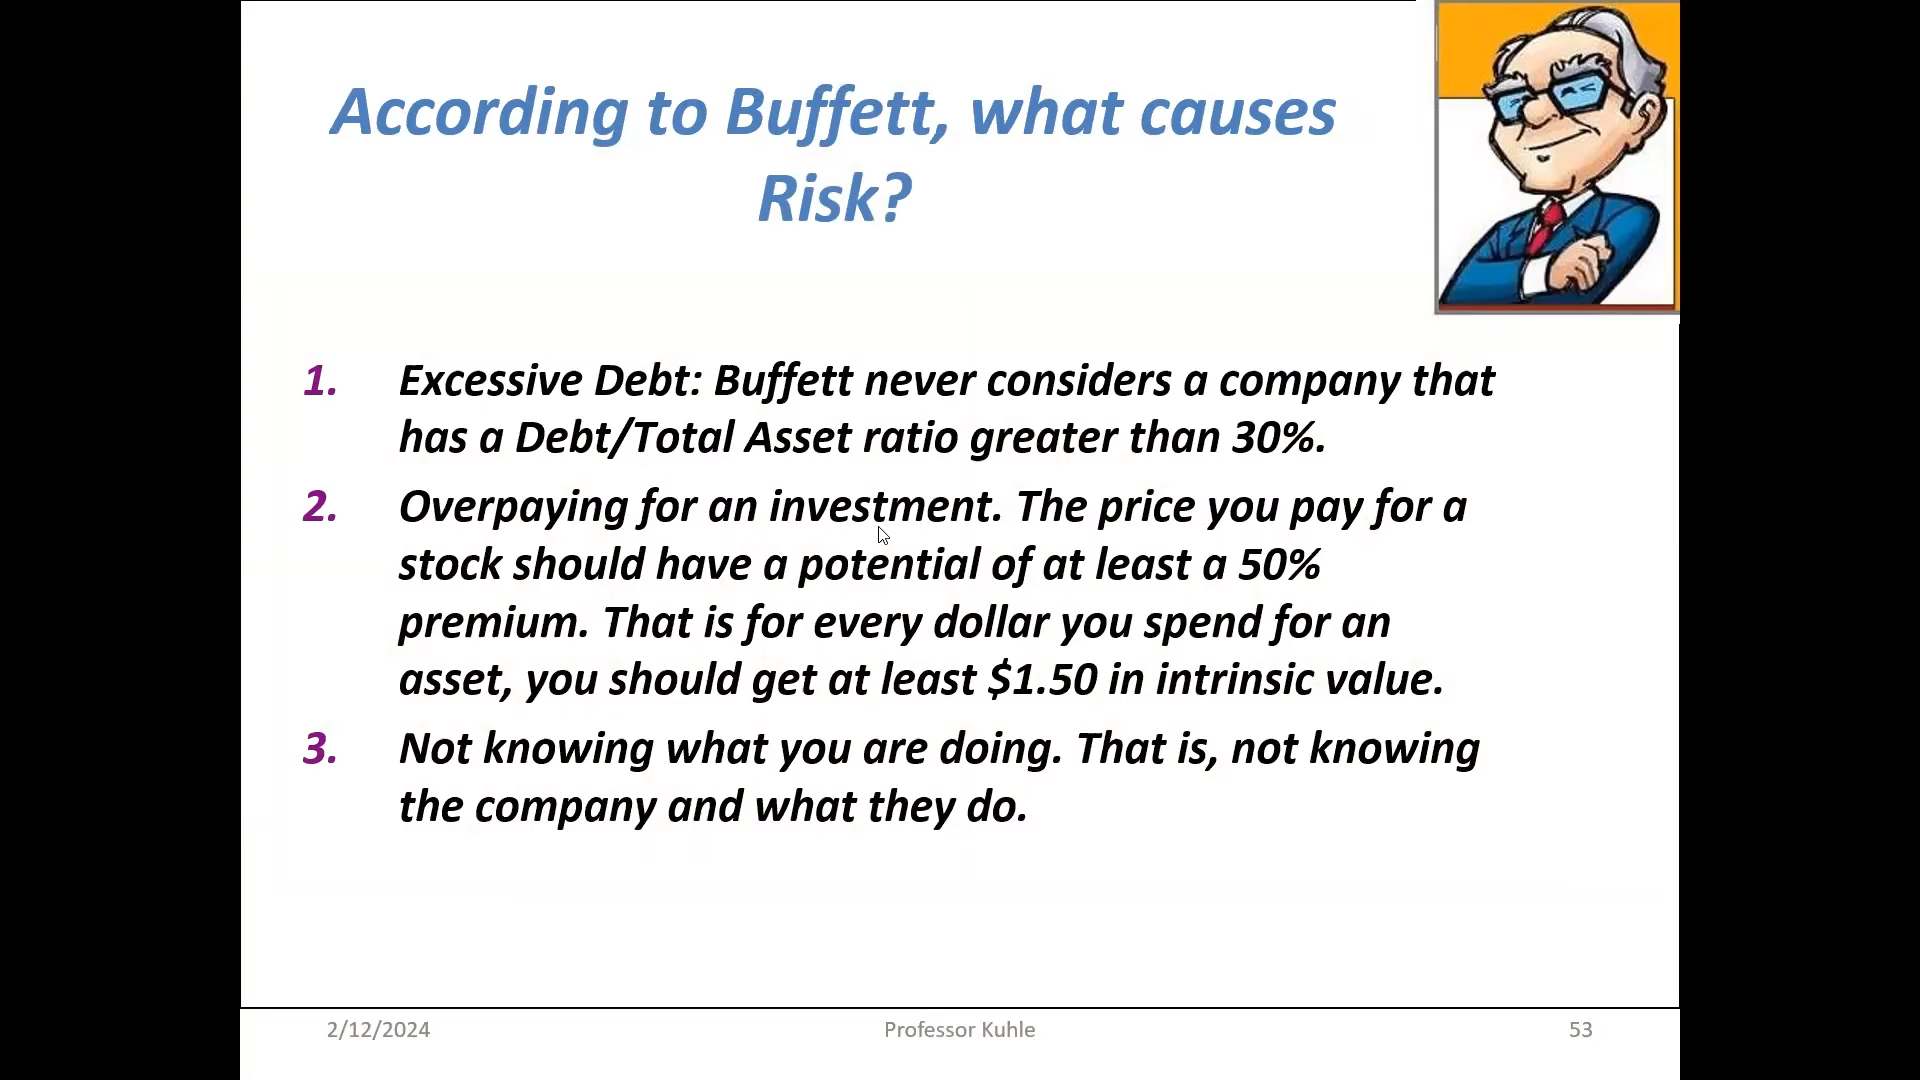 According to Buffett, what causes
Risk?
1. Excessive Debt: Buffett never considers a company that
has a Debt/Total Asset ratio greater than 30%.
2. Overpaying for an investment. The price you pay for a
stock should have a potential of at least a 50%
premium. That is for every dollar you spend for an
asset, you should get at least $1.50 in intrinsic value.
3. Not knowing what you are doing. That is, not knowing
the company and what they do.
2/12/2024
Professor Kuhle
53